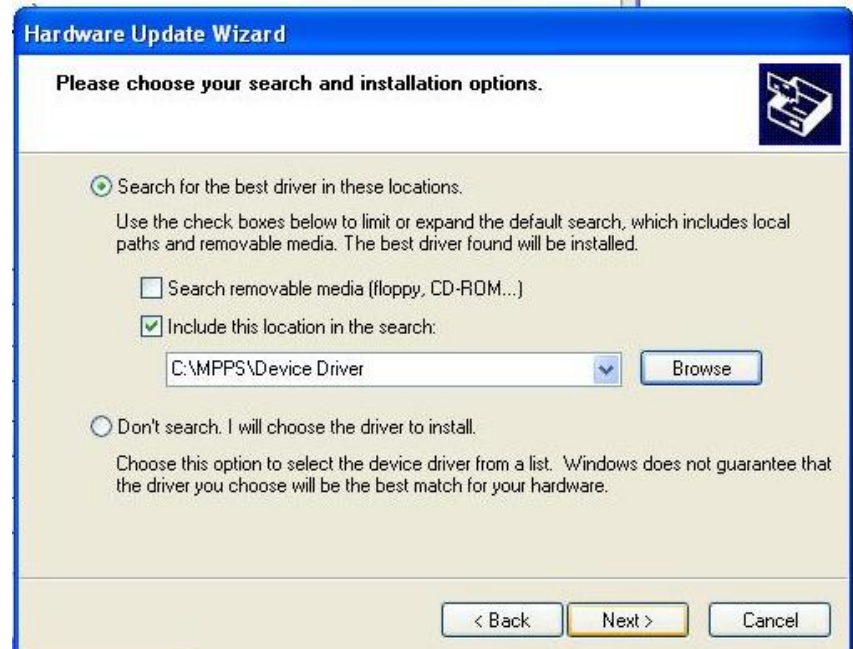 Hardware Update Wizard
Please choose your search and installation options.
Search for the best driver in these locations.
Use the check boxes below to limit or expand the default search, which includes local
paths and removable media. The best driver found will be installed.
Search removable media (floppy, CD-ROM...)
Include this location in the search:
C:\MPPS\Device Driver
Browse
Don't search. I will choose the driver to install.
Choose this option to select the device driver from a list. Windows does not guarantee that
the driver you choose will be the best match for your hardware.
< Back
Next >
Cancel